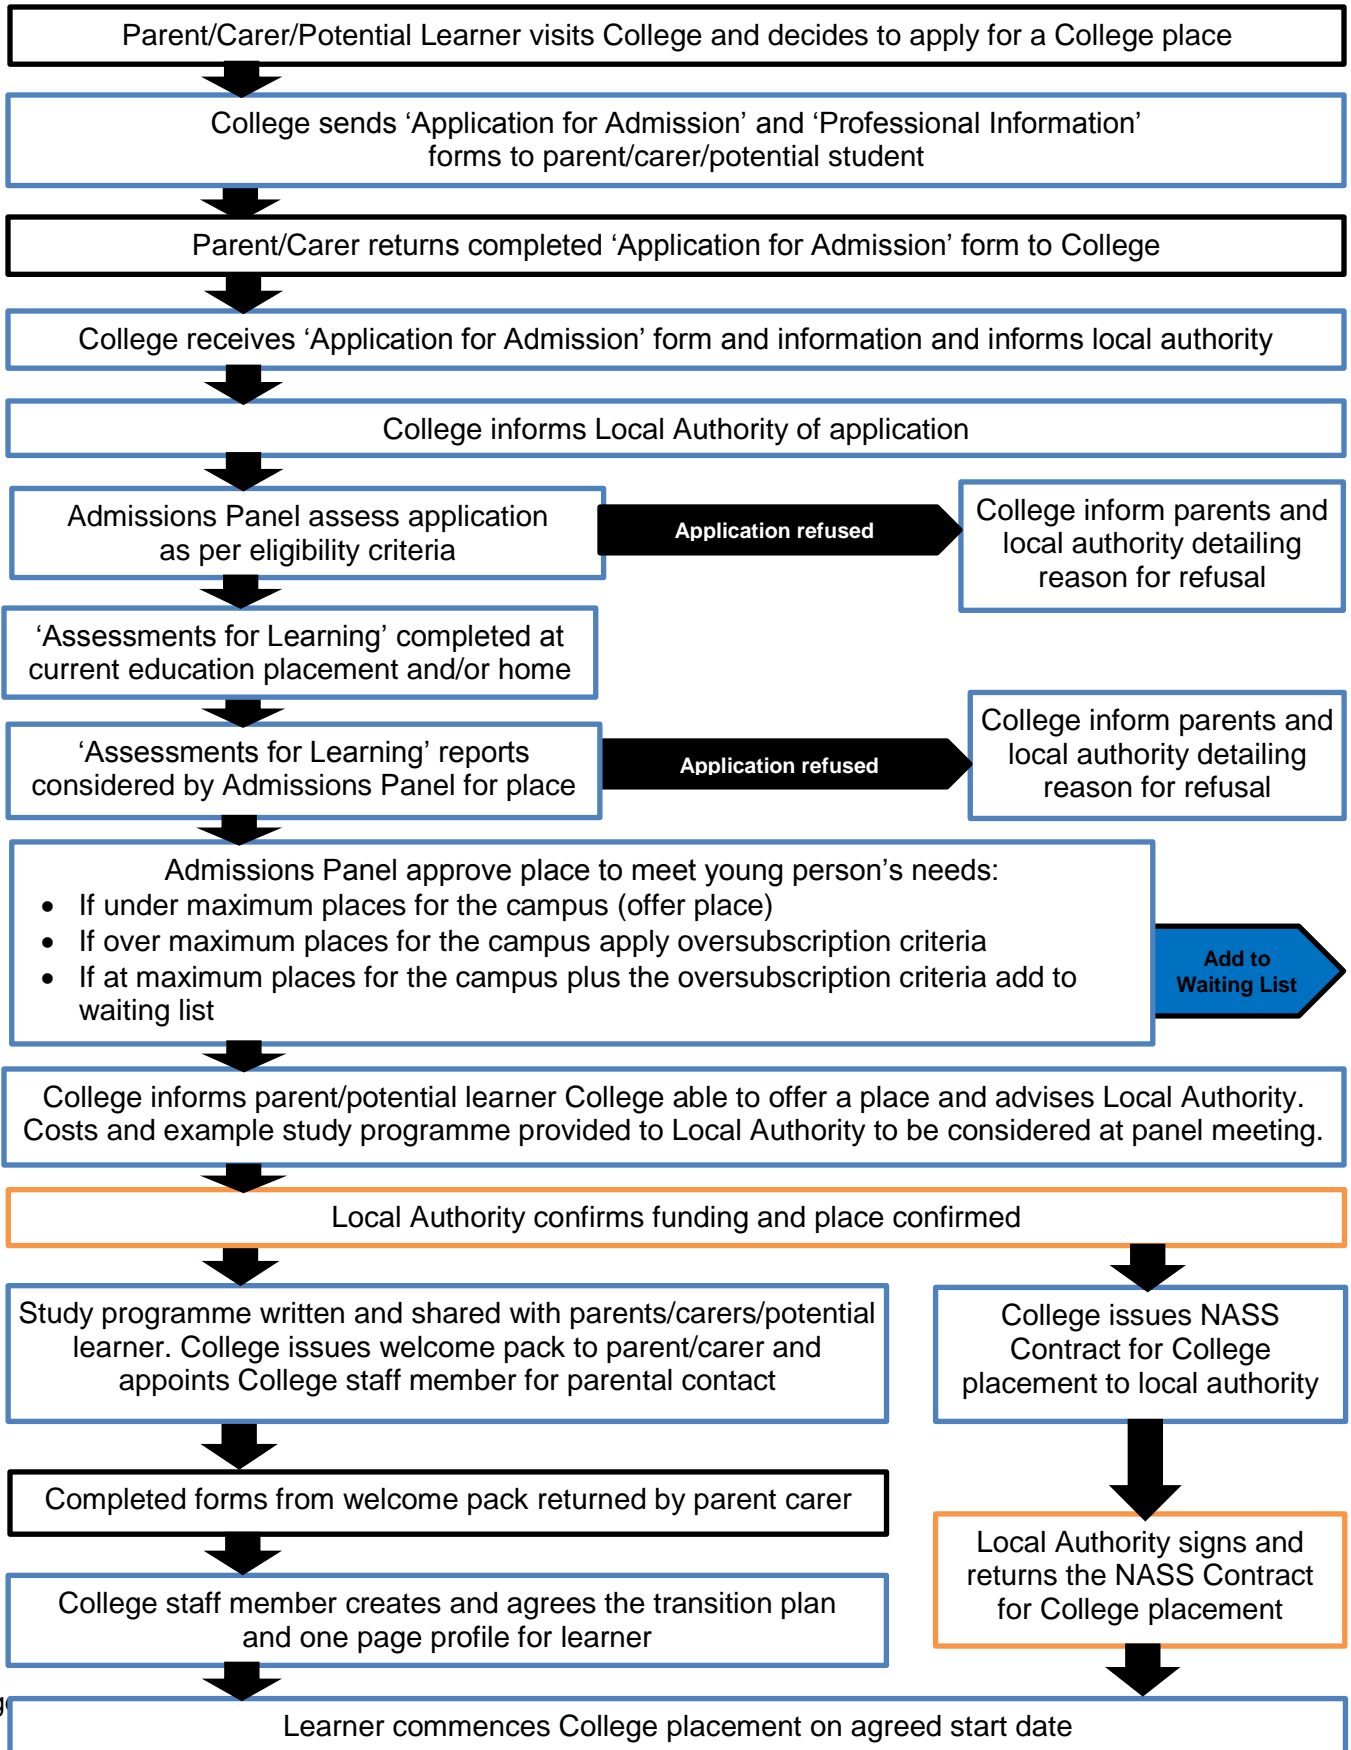 Parent/Carer/Potential Learner visits College and decides to apply for a College place
College sends ‘Application for Admission’ and ‘Professional Information’
forms to parent/carer/potential student
Parent/Carer returns completed ‘Application for Admission’ form to College
College receives ‘Application for Admission’ form and information and informs local authority
College informs Local Authority of application
Admissions Panel assess application
as per eligibility criteria
Application refused
College inform parents and
local authority detailing
reason for refusal
‘Assessments for Learning’ completed at
current education placement and/or home
‘Assessments for Learning’ reports
considered by Admissions Panel for place
Application refused
College inform parents and
local authority detailing
reason for refusal
Admissions Panel approve place to meet young person’s needs:
• If under maximum places for the campus (offer place)
• If over maximum places for the campus apply oversubscription criteria
• If at maximum places for the campus plus the oversubscription criteria add to
waiting list
Add to
Waiting List
College informs parent/potential learner College able to offer a place and advises Local Authority.
Costs and example study programme provided to Local Authority to be considered at panel meeting.
Local Authority confirms funding and place confirmed
Study programme written and shared with parents/carers/potential
learner. College issues welcome pack to parent/carer and
appoints College staff member for parental contact
College issues NASS
Contract for College
placement to local authority
Completed forms from welcome pack returned by parent carer
Local Authority signs and
returns the NASS Contract
for College placement
College staff member creates and agrees the transition plan
and one page profile for learner
Learner commences College placement on agreed start date